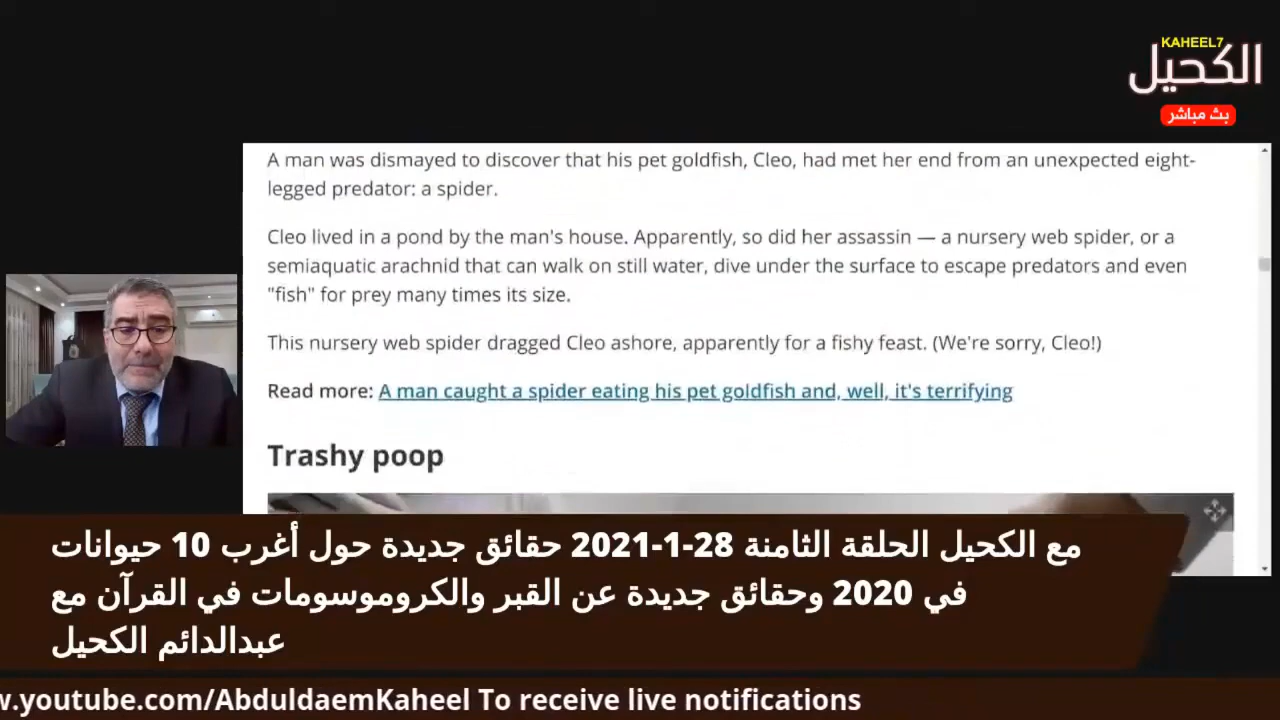 KAHEEL7
الكحيل
بث مباشر
A man was dismayed to discover that his pet goldfish, Cleo, had met her end from an unexpected eight-
legged predator: a spider.
Cleo lived in a pond by the man's house. Apparently, so did her assassin — a nursery web spider, or a
semiaquatic arachnid that can walk on still water, dive under the surface to escape predators and even
"fish" for prey many times its size.
This nursery web spider dragged Cleo ashore, apparently for a fishy feast. (We're sorry, Cleo!)
Read more: A man caught a spider eating his pet goldfish and, well, it's terrifying
Trashy poop
مع الكحيل الحلقة الثامنة 28-1-2021 حقائق جديدة حول أغرب 10 حيوانات
في 2020 وحقائق جديدة عن القبر والكروموسومات في القرآن مع
عبدالدائم الكحيل
w.youtube.com/AbduldaemKaheel To receive live notifications